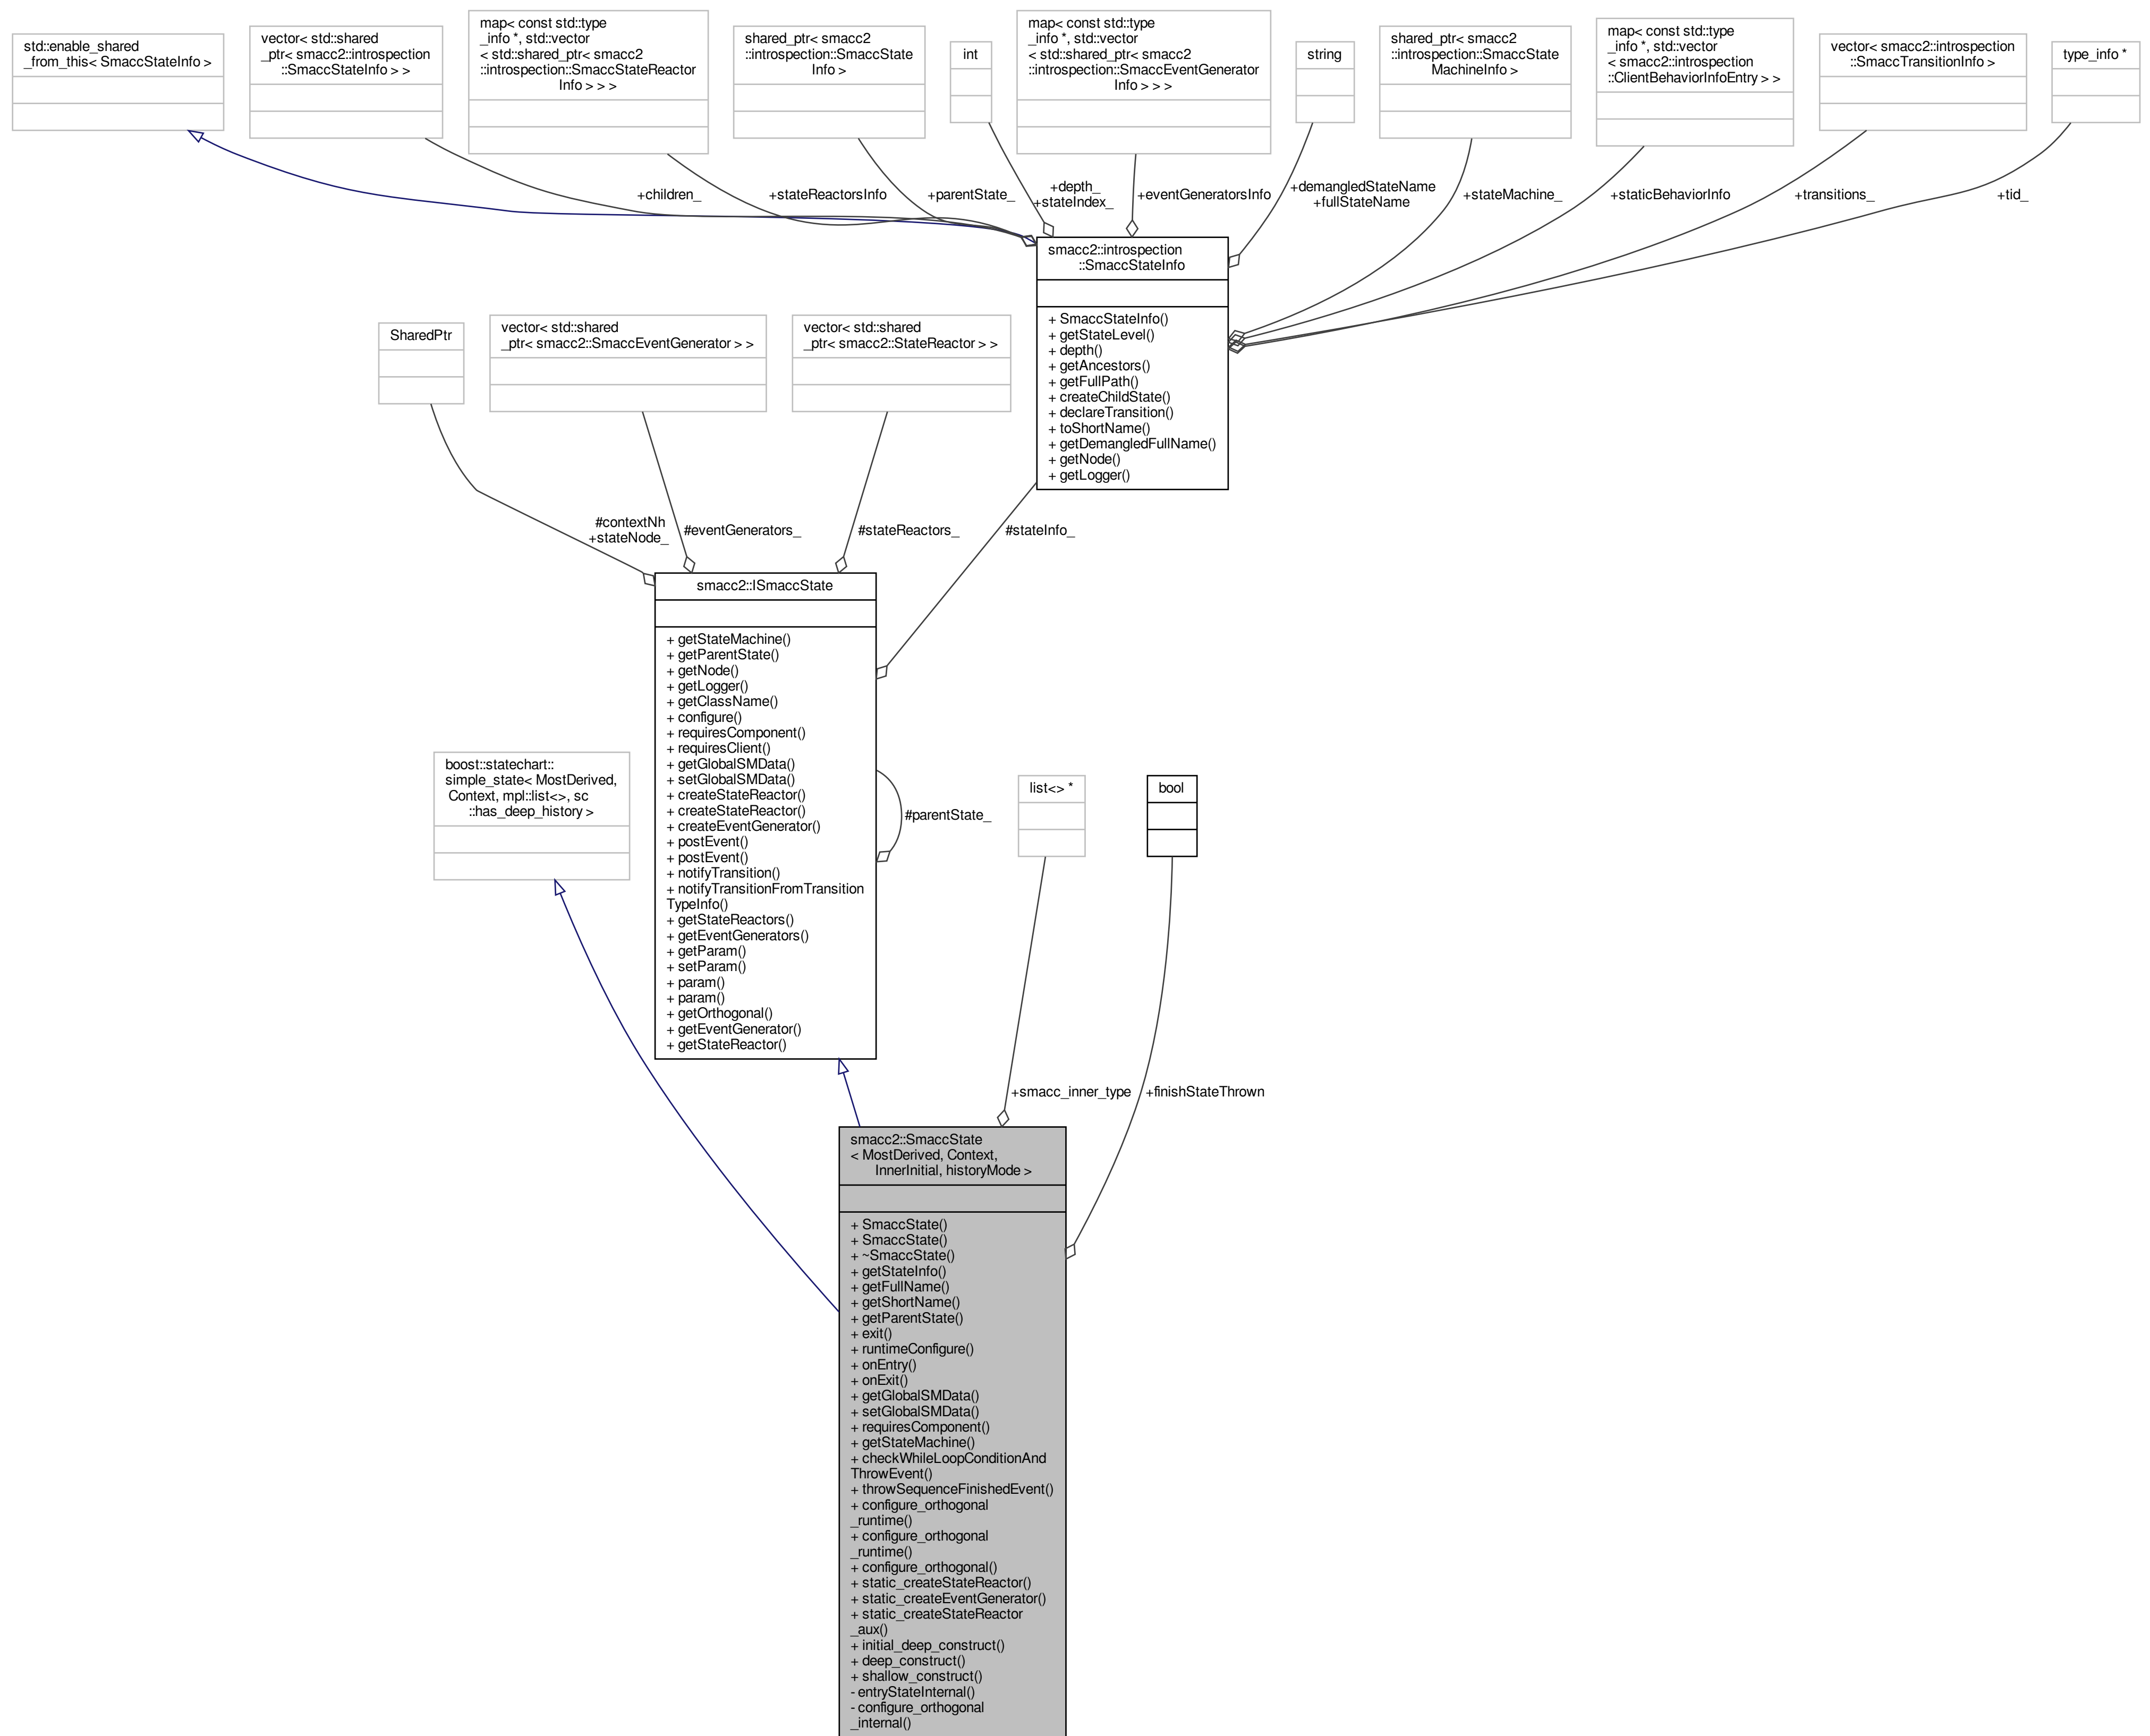 std::enable_shared
_from_this< SmaccStateInfo >
vector< std::shared
_ptr< smacc2::introspection
::SmaccStateInfo > >
map< const std::type
_info *, std::vector
< std::shared_ptr< smacc2
::introspection::SmaccStateReactor
Info > > >
shared_ptr< smacc2
::introspection::SmaccState
Info >
int
map< const std::type
_info *, std::vector
< std::shared_ptr< smacc2
::introspection::SmaccEventGenerator
Info > > >
string
shared_ptr< smacc2
::introspection::SmaccState
MachineInfo >
map< const std::type
_info *, std::vector
< smacc2::introspection
::ClientBehaviorInfoEntry > >
vector< smacc2::introspection
::SmaccTransitionInfo >
type_info *
+children_
+stateReactorsInfo
+parentState_
+depth_
+stateIndex_
+eventGeneratorsInfo
+demangledStateName
+fullStateName
+stateMachine_
+staticBehaviorInfo
+transitions_
+tid_
smacc2::introspection
::SmaccStateInfo
+ SmaccStateInfo()
+ getStateLevel()
+ depth()
+ getAncestors()
+ getFullPath()
+ createChildState()
+ declareTransition()
+ toShortName()
+ getDemangledFullName()
+ getNode()
+ getLogger()
SharedPtr
vector< std::shared
_ptr< smacc2::SmaccEventGenerator > >
vector< std::shared
_ptr< smacc2::StateReactor > >
#contextNh
+stateNode_
#eventGenerators_
#stateReactors_
#stateInfo_
smacc2::ISmaccState
+ getStateMachine()
+ getParentState()
+ getNode()
+ getLogger()
+ getClassName()
+ configure()
+ requiresComponent()
+ requiresClient()
+ getGlobalSMData()
+ setGlobalSMData()
+ createStateReactor()
+ createStateReactor()
+ createEventGenerator()
+ postEvent()
+ postEvent()
+ notifyTransition()
+ notifyTransitionFromTransition
TypeInfo()
+ getStateReactors()
+ getEventGenerators()
+ getParam()
+ setParam()
+ param()
+ param()
+ getOrthogonal()
+ getEventGenerator()
+ getStateReactor()
#parentState_
boost::statechart::
simple_state< MostDerived,
Context, mpl::list<>, sc
::has_deep_history >
list<> *
bool
+smacc_inner_type
+finishStateThrown
smacc2::SmaccState
< MostDerived, Context,
InnerInitial, historyMode >
+ SmaccState()
+ SmaccState()
+ ~SmaccState()
+ getStateInfo()
+ getFullName()
+ getShortName()
+ getParentState()
+ exit()
+ runtimeConfigure()
+ onEntry()
+ onExit()
+ getGlobalSMData()
+ setGlobalSMData()
+ requiresComponent()
+ getStateMachine()
+ checkWhileLoopConditionAnd
ThrowEvent()
+ throwSequenceFinishedEvent()
+ configure_orthogonal
_runtime()
+ configure_orthogonal
_runtime()
+ configure_orthogonal()
+ static_createStateReactor()
+ static_createEventGenerator()
+ static_createStateReactor
_aux()
+ initial_deep_construct()
+ deep_construct()
+ shallow_construct()
- entryStateInternal()
- configure_orthogonal
_internal()